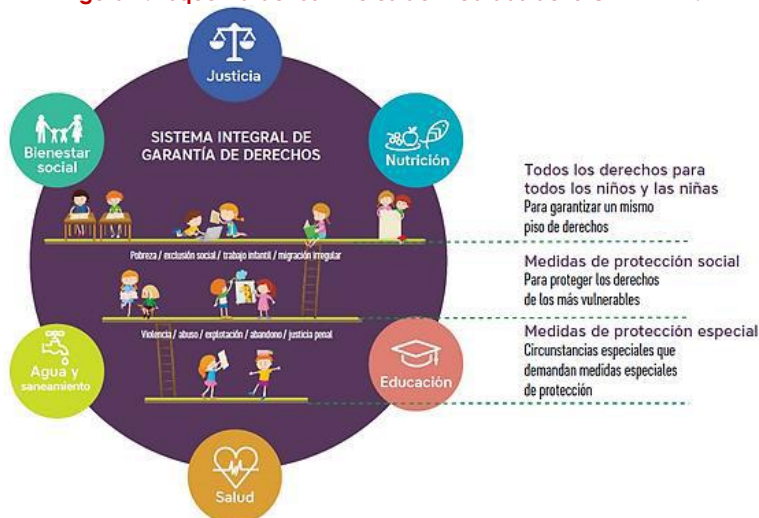 Justicia
Bienestar
social
SISTEMA INTEGRAL DE
GARANTÍA DE DERECHOS
Nutrición
Todos los derechos para
todos los niños y las niñas
Para garantizar un mismo
piso de derechos
Pobreza / exclusión social / trabajo infantil / migración irregular
Medidas de protección social
Para proteger los derechos
de los más vulnerables
Violencia / abuso / explotación / abandono / justicia penal
Medidas de protección especial
Circunstancias especiales que
demandan medidas especiales
de protección
Agua y
saneamiento
Educación
Salud